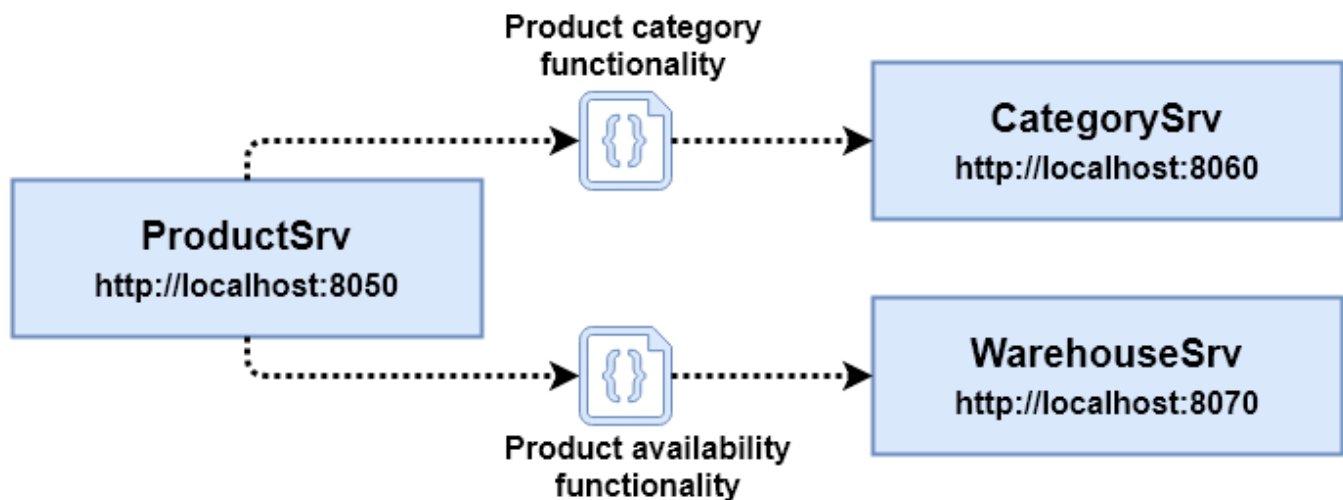 Product category
functionality
{}
CategorySrv
http://localhost:8060
ProductSrv
http://localhost:8050
{}
WarehouseSrv
http://localhost:8070
Product availability
functionality